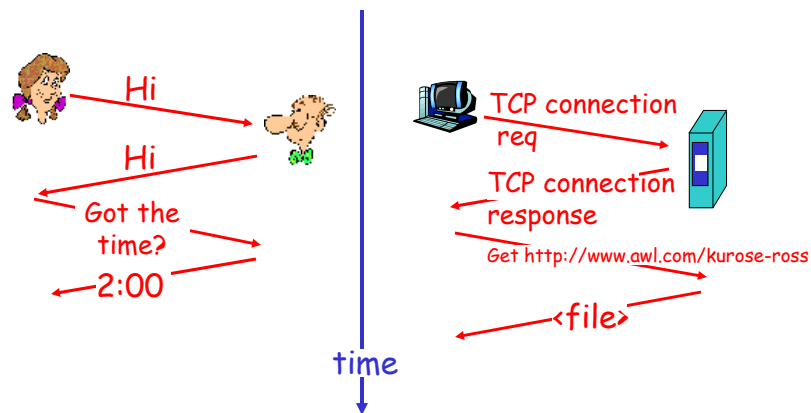 Hi
Hi
Got the
time?
2:00
TCP connection
req
TCP connection
response
Get http://www.awl.com/kurose-ross
<file>
time